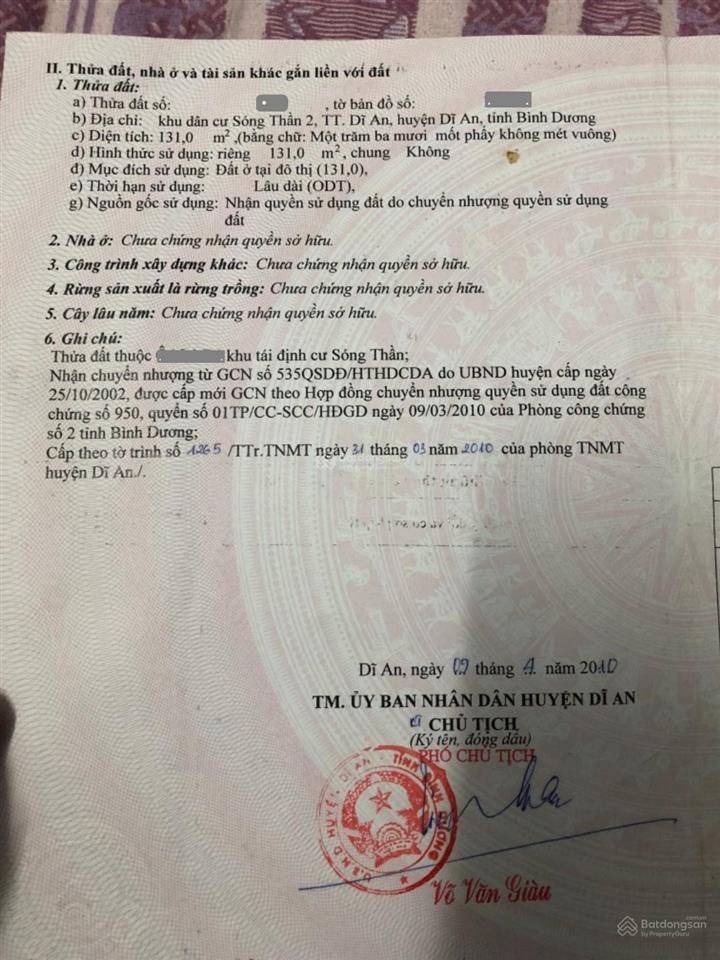 II. Thửa đất, nhà ở và tài sản khác gắn liền với đất
1. Thửa đất:
a) Thửa đất số: , tờ bản đồ số:
b) Địa chỉ: khu dân cư Sóng Thần 2, TT. Dĩ An, huyện Dĩ An, tỉnh Bình Dương
c) Diện tích: 131,0 m², (bằng chữ: Một trăm ba mươi mốt phẩy không mét vuông)
d) Hình thức sử dụng: riêng 131,0 m², chung Không
đ) Mục đích sử dụng: Đất ở tại đô thị (131,0),
e) Thời hạn sử dụng: Lâu dài (ODT),
g) Nguồn gốc sử dụng: Nhận quyền sử dụng đất do chuyển nhượng quyền sử dụng
đất
2. Nhà ở: Chưa chứng nhận quyền sở hữu.
3. Công trình xây dựng khác: Chưa chứng nhận quyền sở hữu.
4. Rừng sản xuất là rừng trồng: Chưa chứng nhận quyền sở hữu.
5. Cây lâu năm: Chưa chứng nhận quyền sở hữu.
6. Ghi chú:
Thửa đất thuộc khu tái định cư Sóng Thần;
Nhận chuyển nhượng từ GCN số 535QSDĐ/HTHDCDA do UBND huyện cấp ngày
25/10/2002, được cấp mới GCN theo Hợp đồng chuyển nhượng quyền sử dụng đất công
chứng số 950, quyển số 01TP/CC-SCC/HĐGD ngày 09/03/2010 của Phòng công chứng
số 2 tỉnh Bình Dương;
Cấp theo tờ trình số 1265 /TTr.TNMT ngày 31 tháng 03 năm 2010 của phòng TNMT
huyện Dĩ An./.
Dĩ An, ngày 09 tháng 4 năm 2010
TM. ỦY BAN NHÂN DÂN HUYỆN DĨ AN
CHỦ TỊCH
(Ký tên, đóng dấu)
PHÓ CHỦ TỊCH
U.B.N.D HUYỆN DĨ AN TỈNH BÌNH DƯƠNG
Võ Văn Giàu
Batdongsan
.com.vn
by PropertyGuru